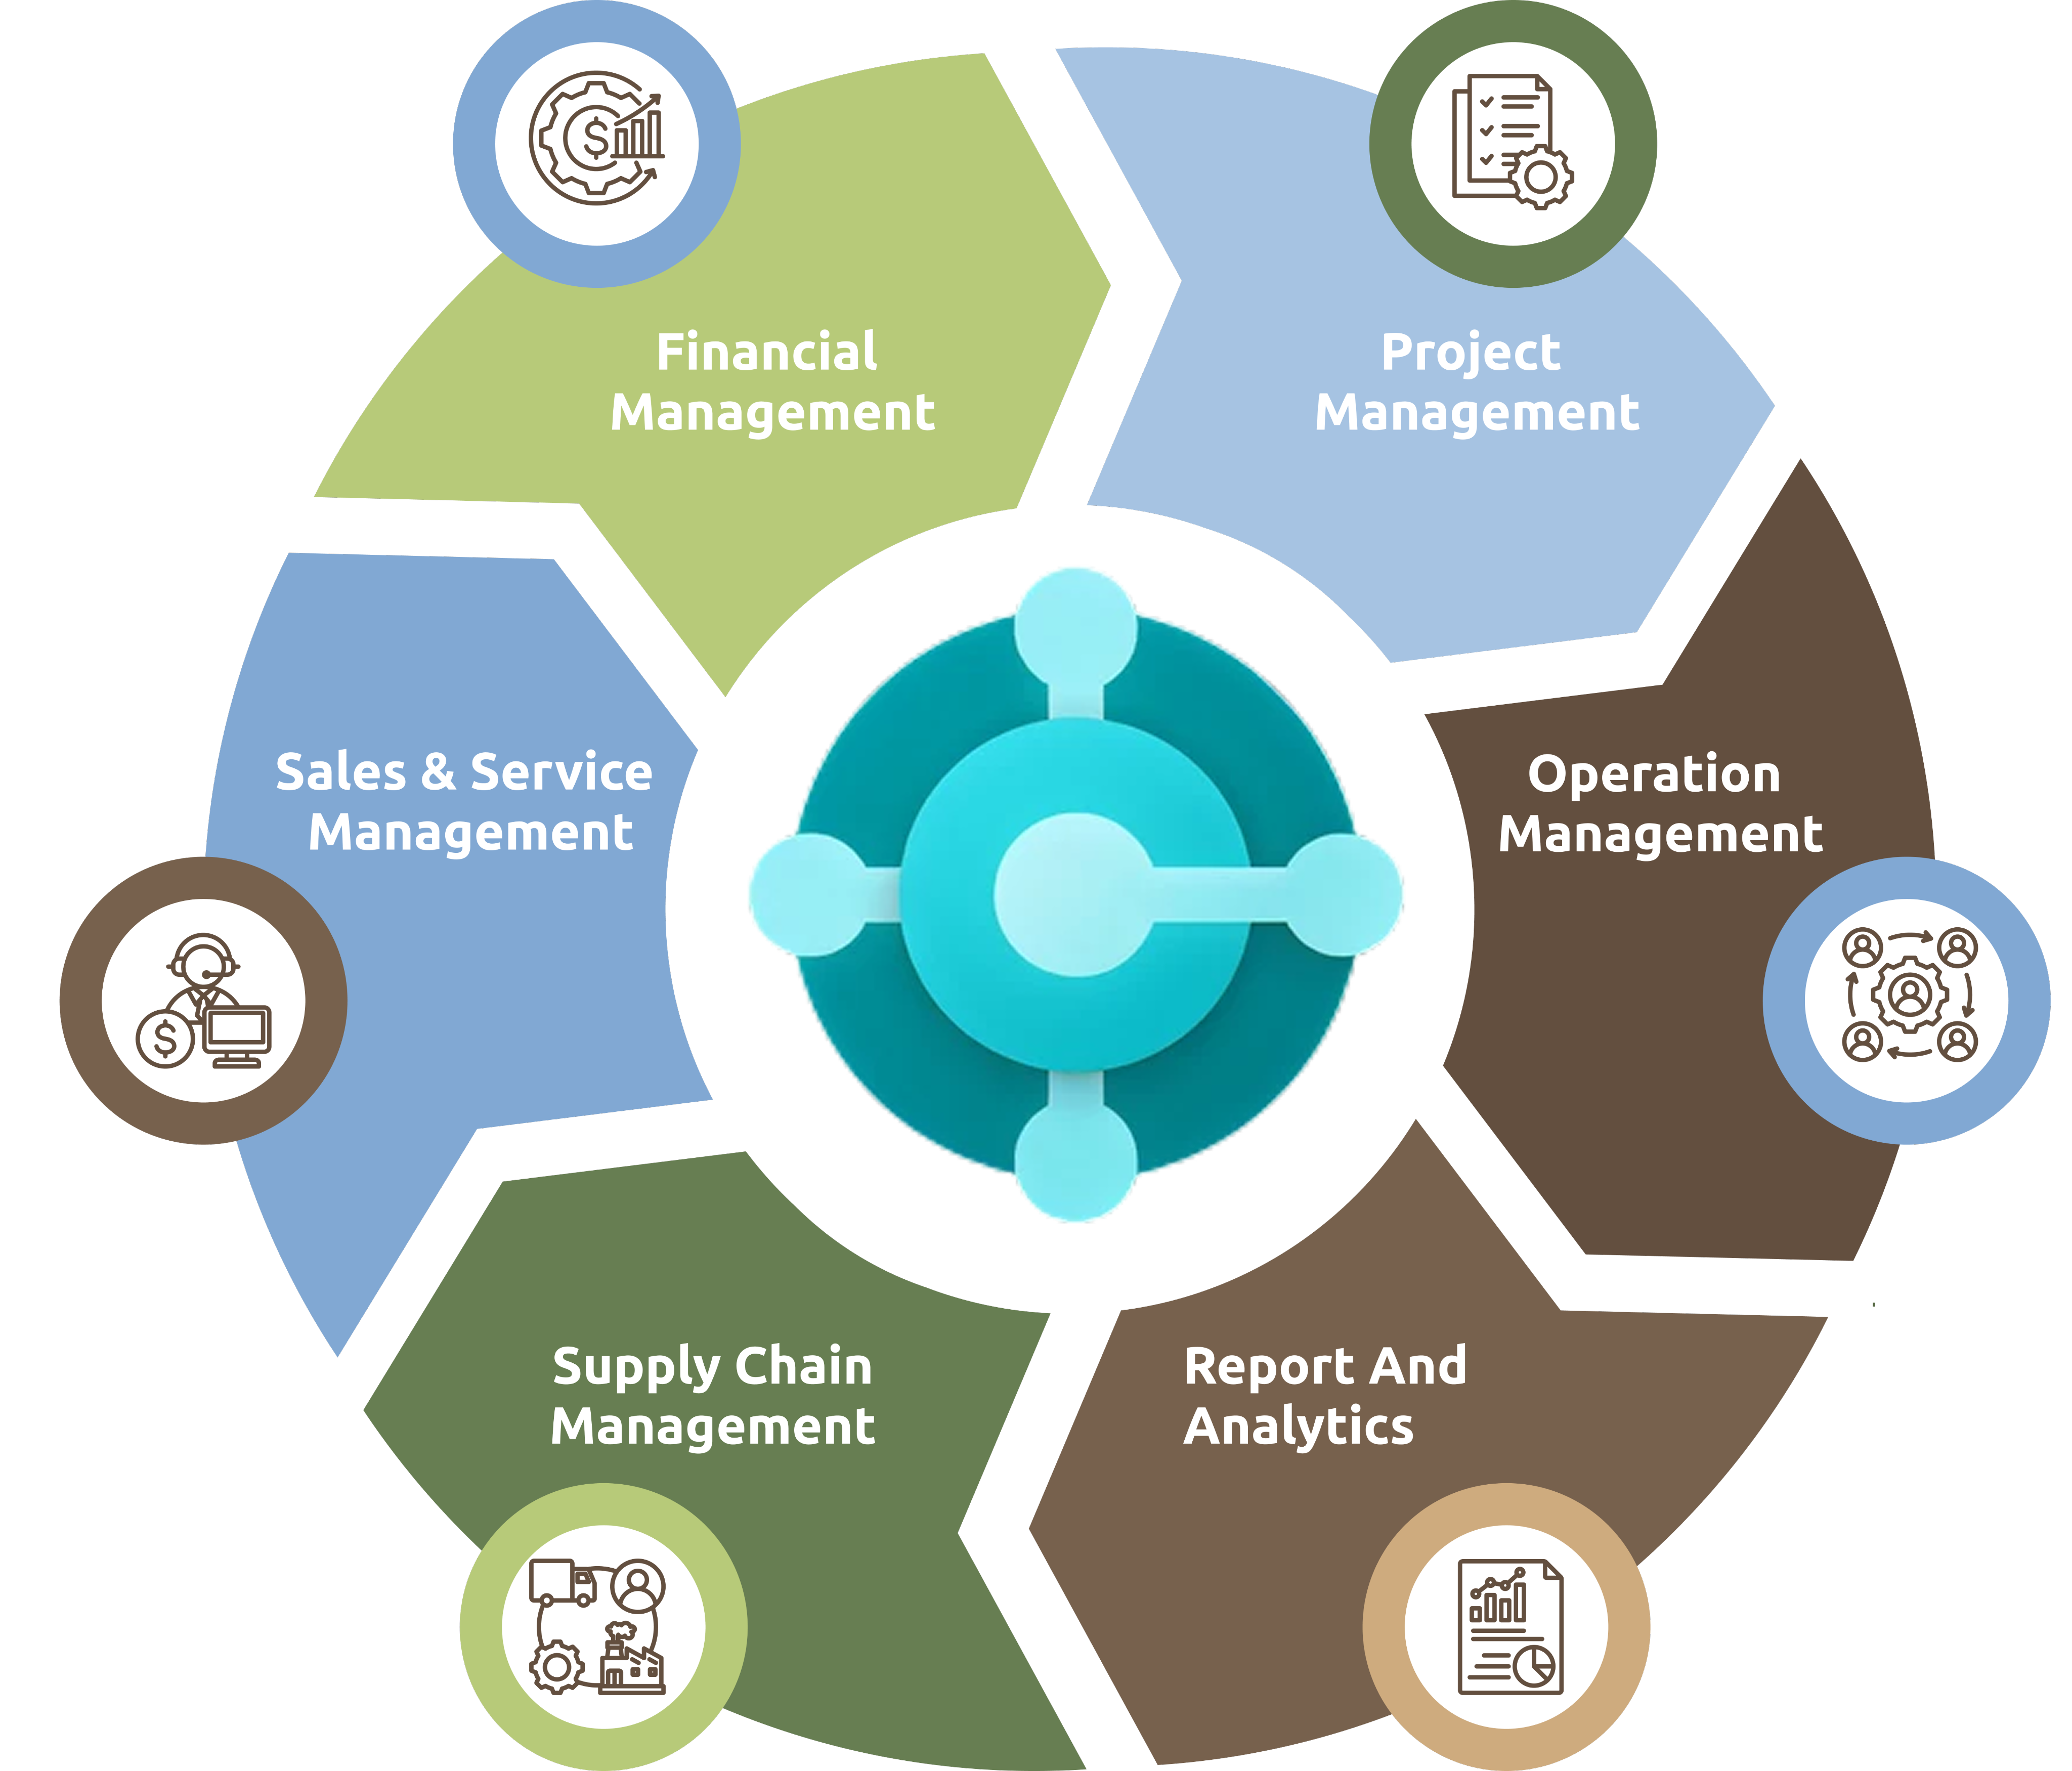 Financial
Management
Project
Management
Sales & Service
Management
Operation
Management
Supply Chain
Management
Report And
Analytics